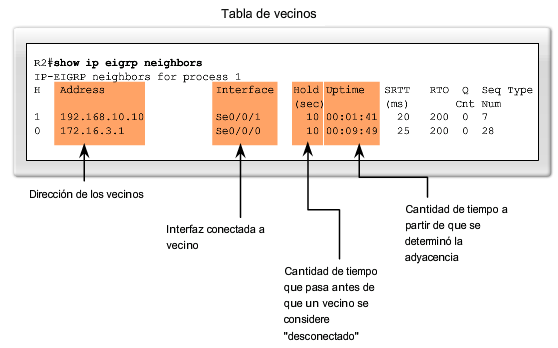 Tabla de vecinos
R2#show ip eigrp neighbors
IP-EIGRP neighbors for process 1
H Address Interface Hold Uptime SRTT RTO Q Seq Type
(sec) (ms) Cnt Num
1 192.168.10.10 Se0/0/1 10 00:01:41 20 200 0 7
0 172.16.3.1 Se0/0/0 10 00:09:49 25 200 0 28
Dirección de los vecinos
Interfaz conectada a
vecino
Cantidad de tiempo
que pasa antes de
de que un vecino se
considere
"desconectado"
Cantidad de tiempo a
partir de que se
determinó la
adyacencia